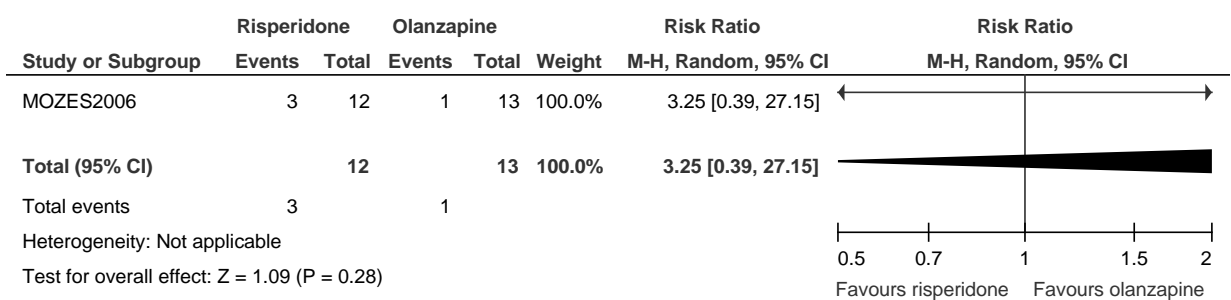 Risperidone Olanzapine Risk Ratio Risk Ratio
Study or Subgroup Events Total Events Total Weight M-H, Random, 95% CI M-H, Random, 95% CI
MOZES2006 3 12 1 13 100.0% 3.25 [0.39, 27.15]
Total (95% CI) 12 13 100.0% 3.25 [0.39, 27.15]
Total events 3 1
Heterogeneity: Not applicable
Test for overall effect: Z = 1.09 (P = 0.28)
0.5 0.7 1 1.5 2
Favours risperidone Favours olanzapine